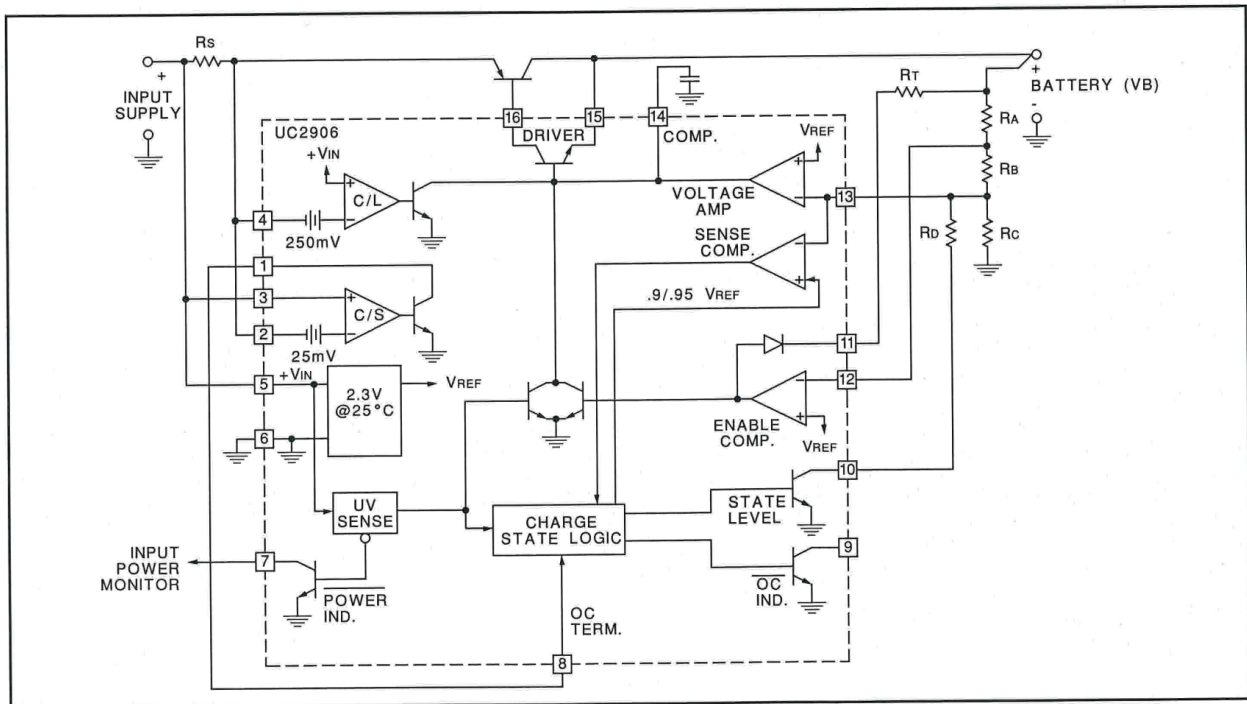 RS
+
INPUT
SUPPLY
RT
+
BATTERY (VB)
-
RA
RB
RC
RD
UC2906
16
DRIVER
15
14
COMP.
+VIN
+
C/L
-
4
250mV
VREF
+
-
VOLTAGE
AMP
13
SENSE
COMP.
-
+
.9/.95 VREF
1
3
+
C/S
-
2
25mV
5
+VIN
2.3V
@25°C
VREF
6
11
12
-
+
ENABLE
COMP.
VREF
10
STATE
LEVEL
UV
SENSE
CHARGE
STATE LOGIC
9
OC
IND.
INPUT
POWER
MONITOR
7
POWER
IND.
OC
TERM.
8